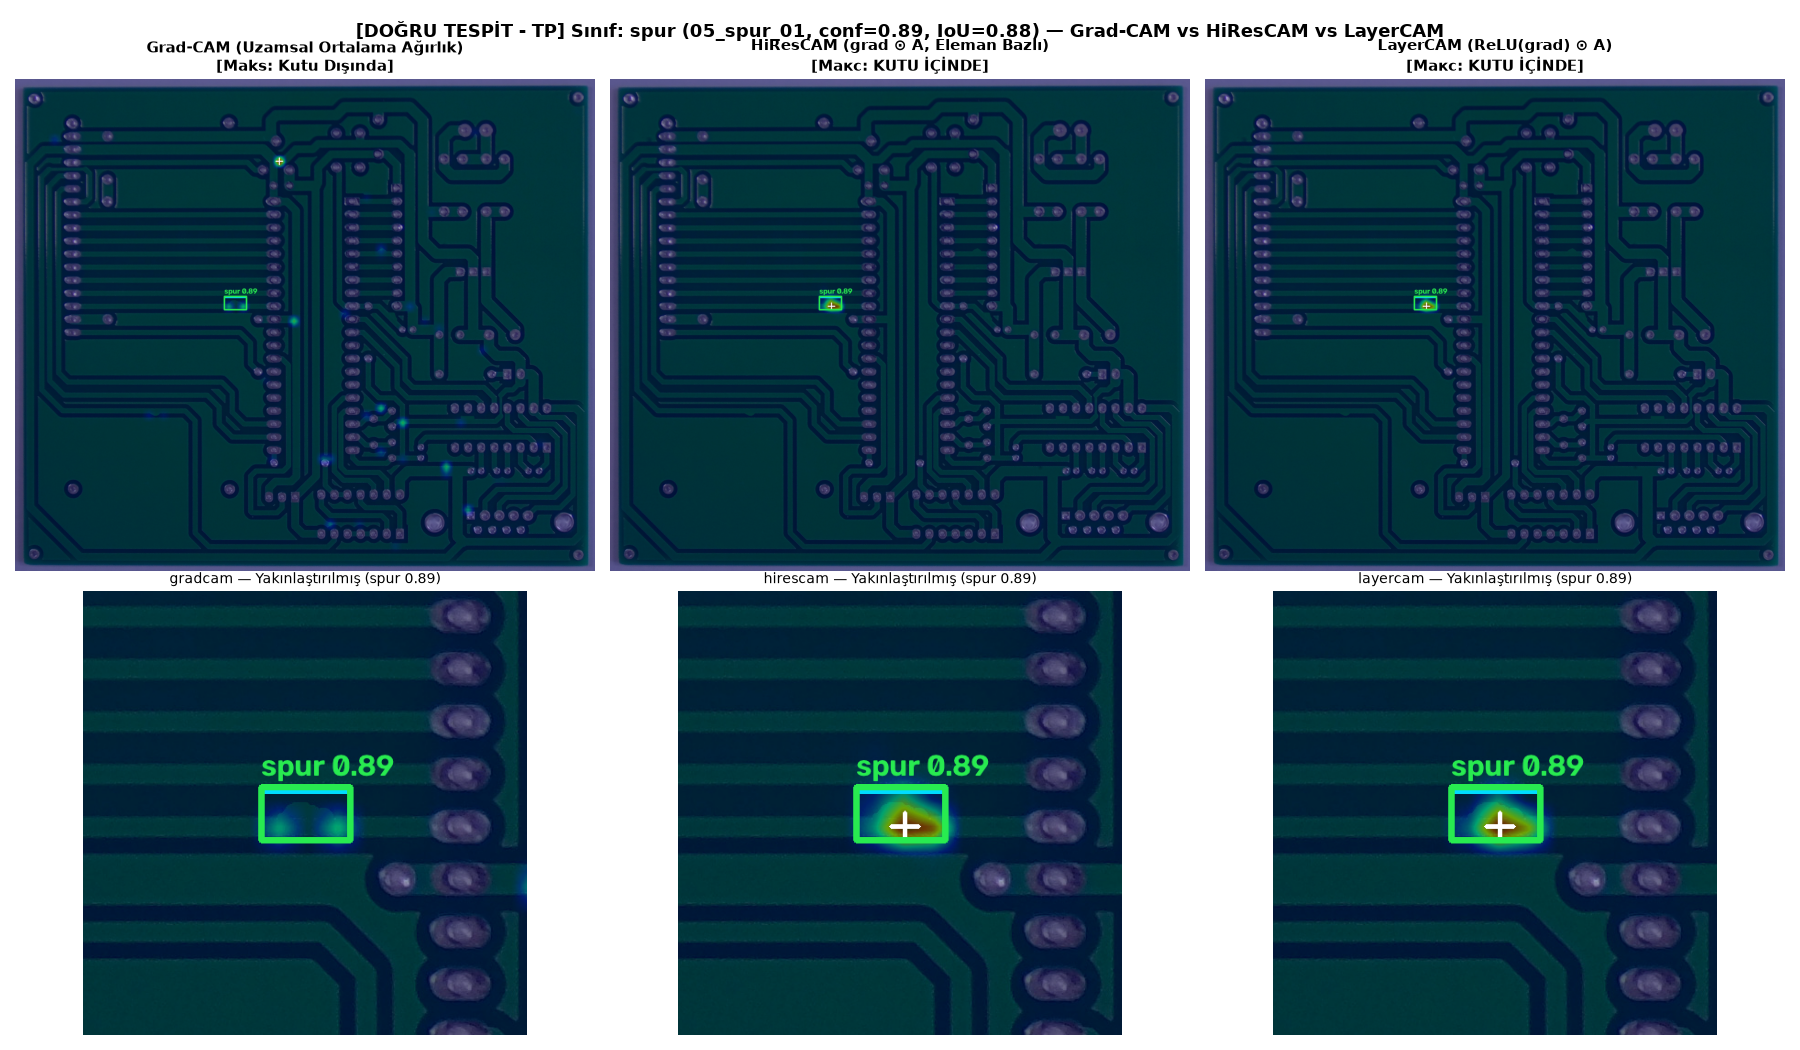 [DOĞRU TESPİT - TP] Sınıf: spur (05_spur_01, conf=0.89, IoU=0.88) — Grad-CAM vs HiResCAM vs LayerCAM
Grad-CAM (Uzamsal Ortalama Ağırlık)
[Maks: Kutu Dışında]
HiResCAM (grad ⊙ A, Eleman Bazlı)
[Макс: KUTU İÇİNDE]
LayerCAM (ReLU(grad) ⊙ A)
[Макс: KUTU İÇİNDE]
spur 0.89
spur 0.89
spur 0.89
gradcam — Yakınlaştırılmış (spur 0.89)
hirescam — Yakınlaştırılmış (spur 0.89)
layercam — Yakınlaştırılmış (spur 0.89)
spur 0.89
spur 0.89
spur 0.89